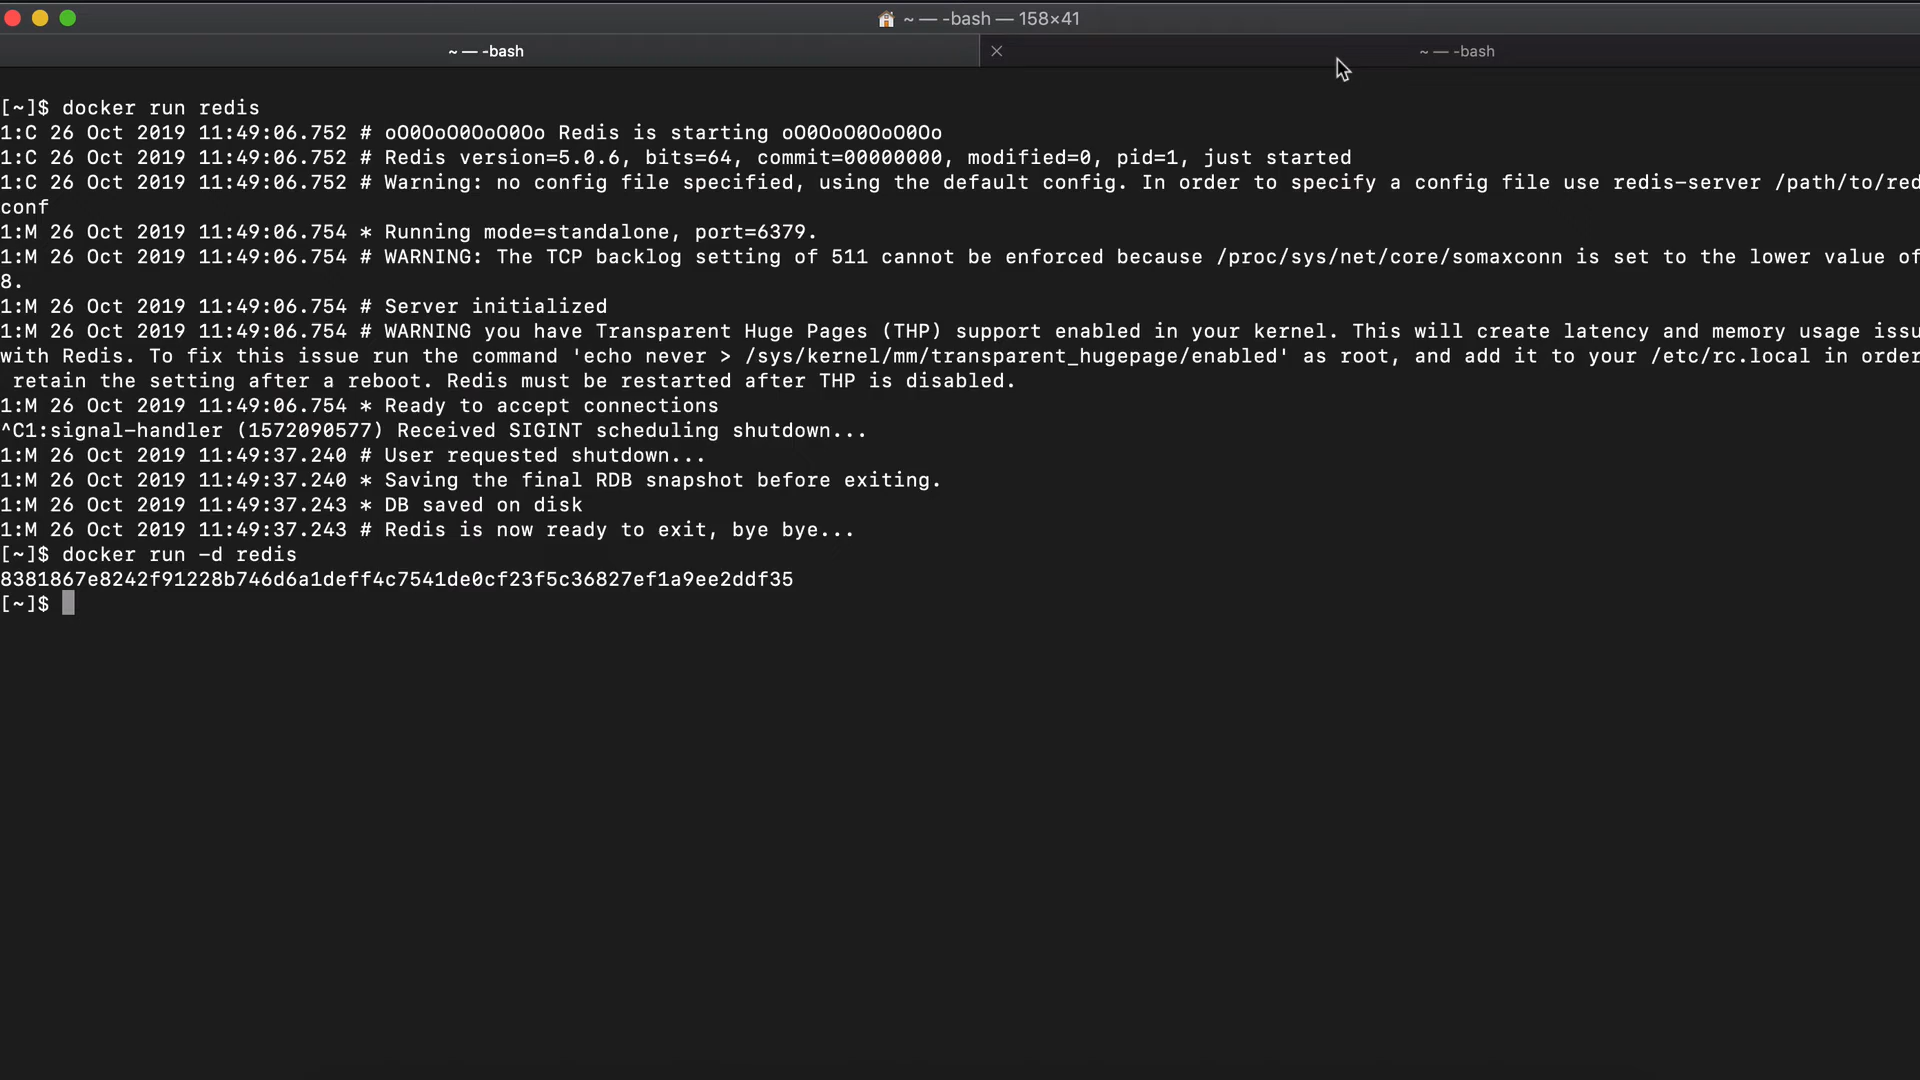 ~ — -bash — 158×41
~ — -bash
~ — -bash
[~]$ docker run redis
1:C 26 Oct 2019 11:49:06.752 # oO0OoO0OoO0Oo Redis is starting oO0OoO0OoO0Oo
1:C 26 Oct 2019 11:49:06.752 # Redis version=5.0.6, bits=64, commit=00000000, modified=0, pid=1, just started
1:C 26 Oct 2019 11:49:06.752 # Warning: no config file specified, using the default config. In order to specify a config file use redis-server /path/to/red
conf
1:M 26 Oct 2019 11:49:06.754 * Running mode=standalone, port=6379.
1:M 26 Oct 2019 11:49:06.754 # WARNING: The TCP backlog setting of 511 cannot be enforced because /proc/sys/net/core/somaxconn is set to the lower value of
8.
1:M 26 Oct 2019 11:49:06.754 # Server initialized
1:M 26 Oct 2019 11:49:06.754 # WARNING you have Transparent Huge Pages (THP) support enabled in your kernel. This will create latency and memory usage issu
with Redis. To fix this issue run the command 'echo never > /sys/kernel/mm/transparent_hugepage/enabled' as root, and add it to your /etc/rc.local in order
retain the setting after a reboot. Redis must be restarted after THP is disabled.
1:M 26 Oct 2019 11:49:06.754 * Ready to accept connections
^C1:signal-handler (1572090577) Received SIGINT scheduling shutdown...
1:M 26 Oct 2019 11:49:37.240 # User requested shutdown...
1:M 26 Oct 2019 11:49:37.240 * Saving the final RDB snapshot before exiting.
1:M 26 Oct 2019 11:49:37.243 * DB saved on disk
1:M 26 Oct 2019 11:49:37.243 # Redis is now ready to exit, bye bye...
[~]$ docker run -d redis
8381867e8242f91228b746d6a1deff4c7541de0cf23f5c36827ef1a9ee2ddf35
[~]$